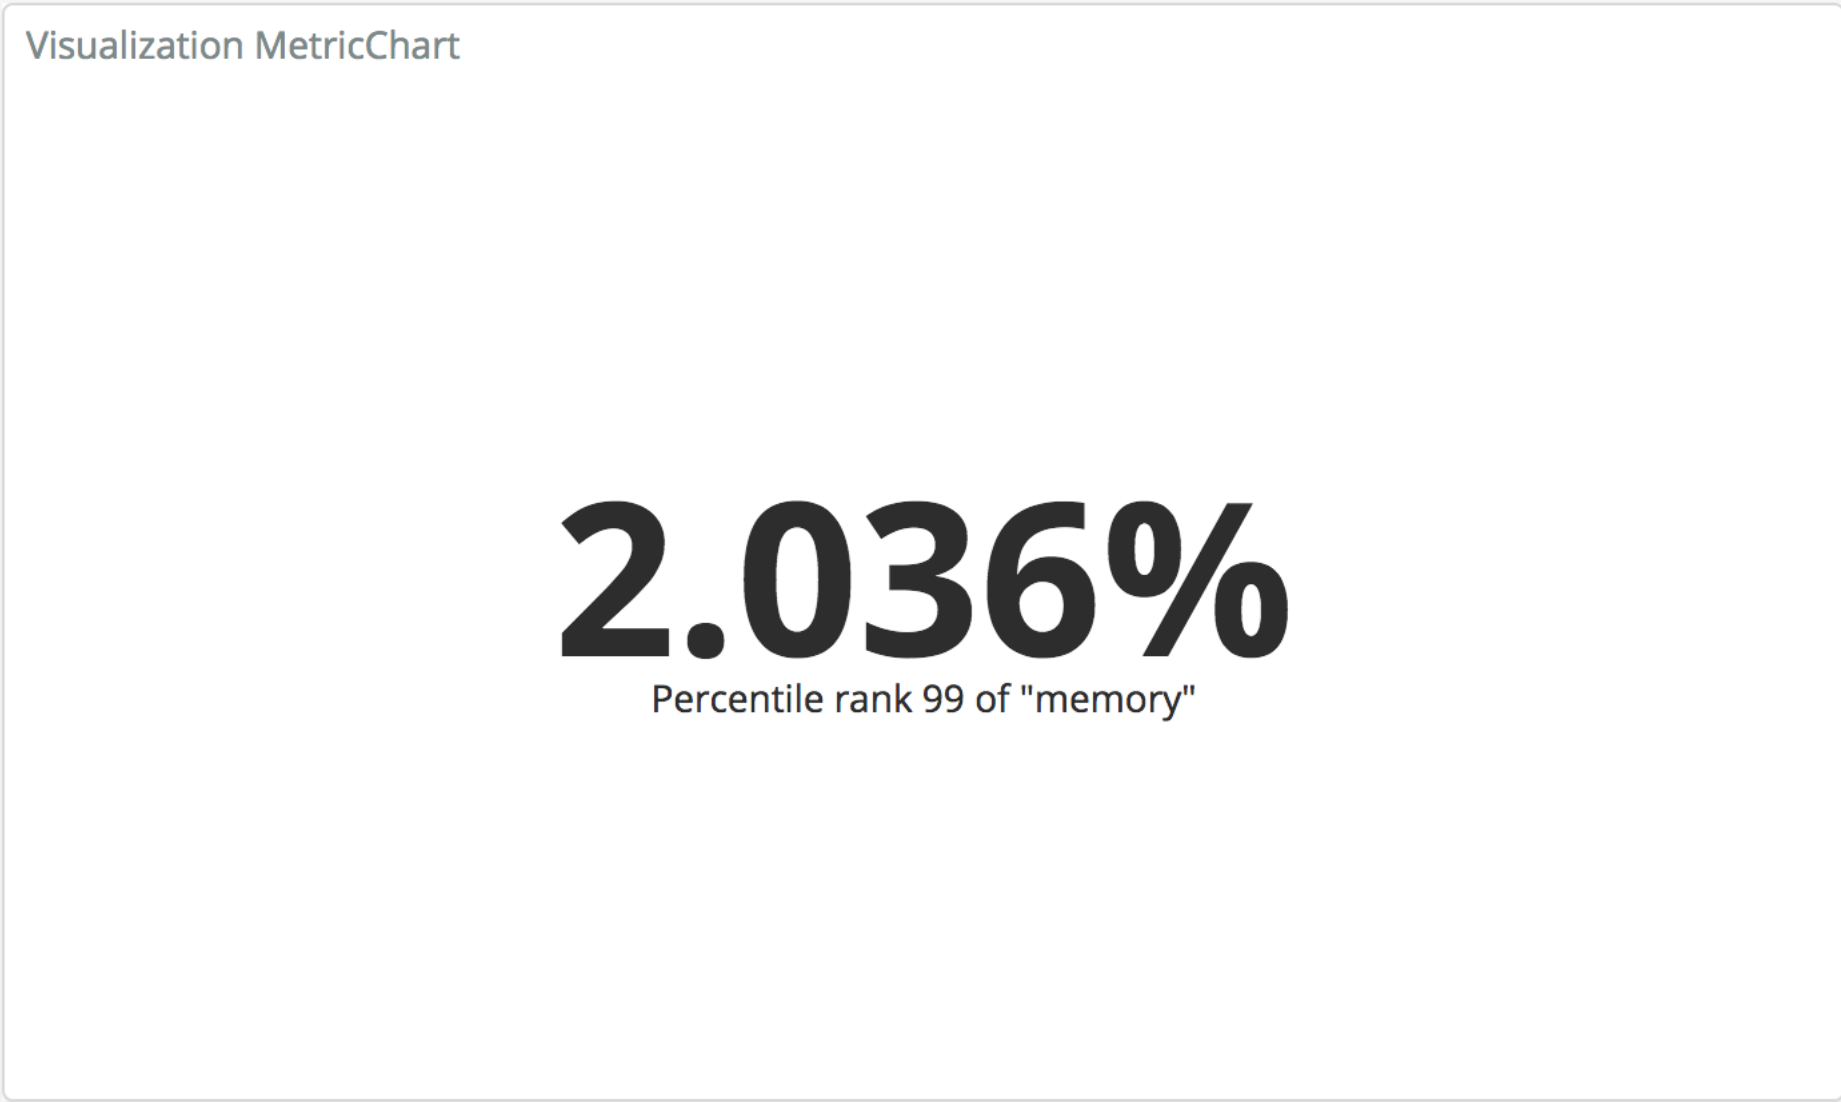 Visualization MetricChart
2.036%
Percentile rank 99 of "memory"